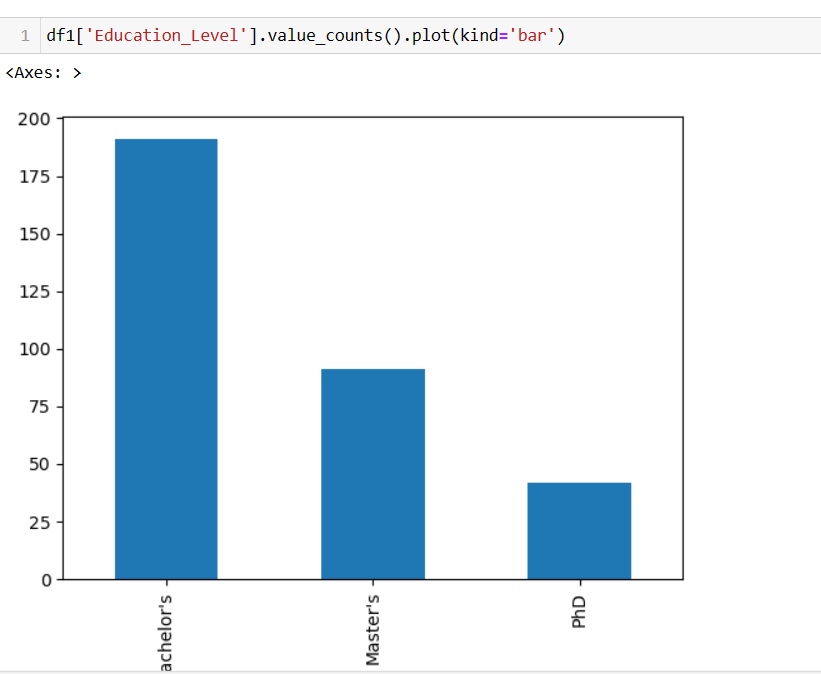 1 df1['Education_Level'].value_counts().plot(kind='bar')
<Axes: >
200
175
150
125
100
75
50
25
0
achelor's
Master's
PhD